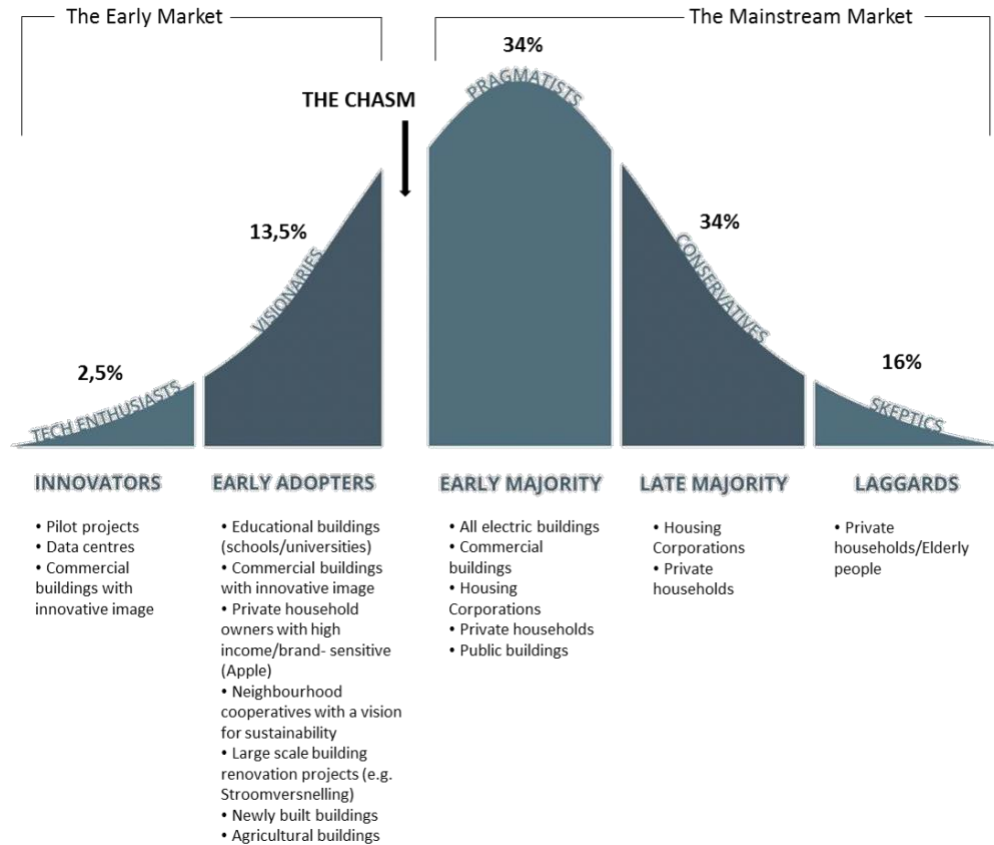 The Early Market
The Mainstream Market
34%
PRAGMATISTS
THE CHASM
13,5%
VISIONARIES
34%
CONSERVATIVES
2,5%
TECH ENTHUSIASTS
16%
SKEPTICS
INNOVATORS
• Pilot projects
• Data centres
• Commercial
buildings with
innovative image
EARLY ADOPTERS
• Educational buildings
(schools/universities)
• Commercial buildings
with innovative image
• Private household
owners with high
income/brand- sensitive
(Apple)
• Neighbourhood
cooperatives with a vision
for sustainability
• Large scale building
renovation projects (e.g.
Stroomversnelling)
• Newly built buildings
• Agricultural buildings
EARLY MAJORITY
• All electric buildings
• Commercial
buildings
• Housing
Corporations
• Private households
• Public buildings
LATE MAJORITY
• Housing
Corporations
• Private
households
LAGGARDS
• Private
households/Elderly
people